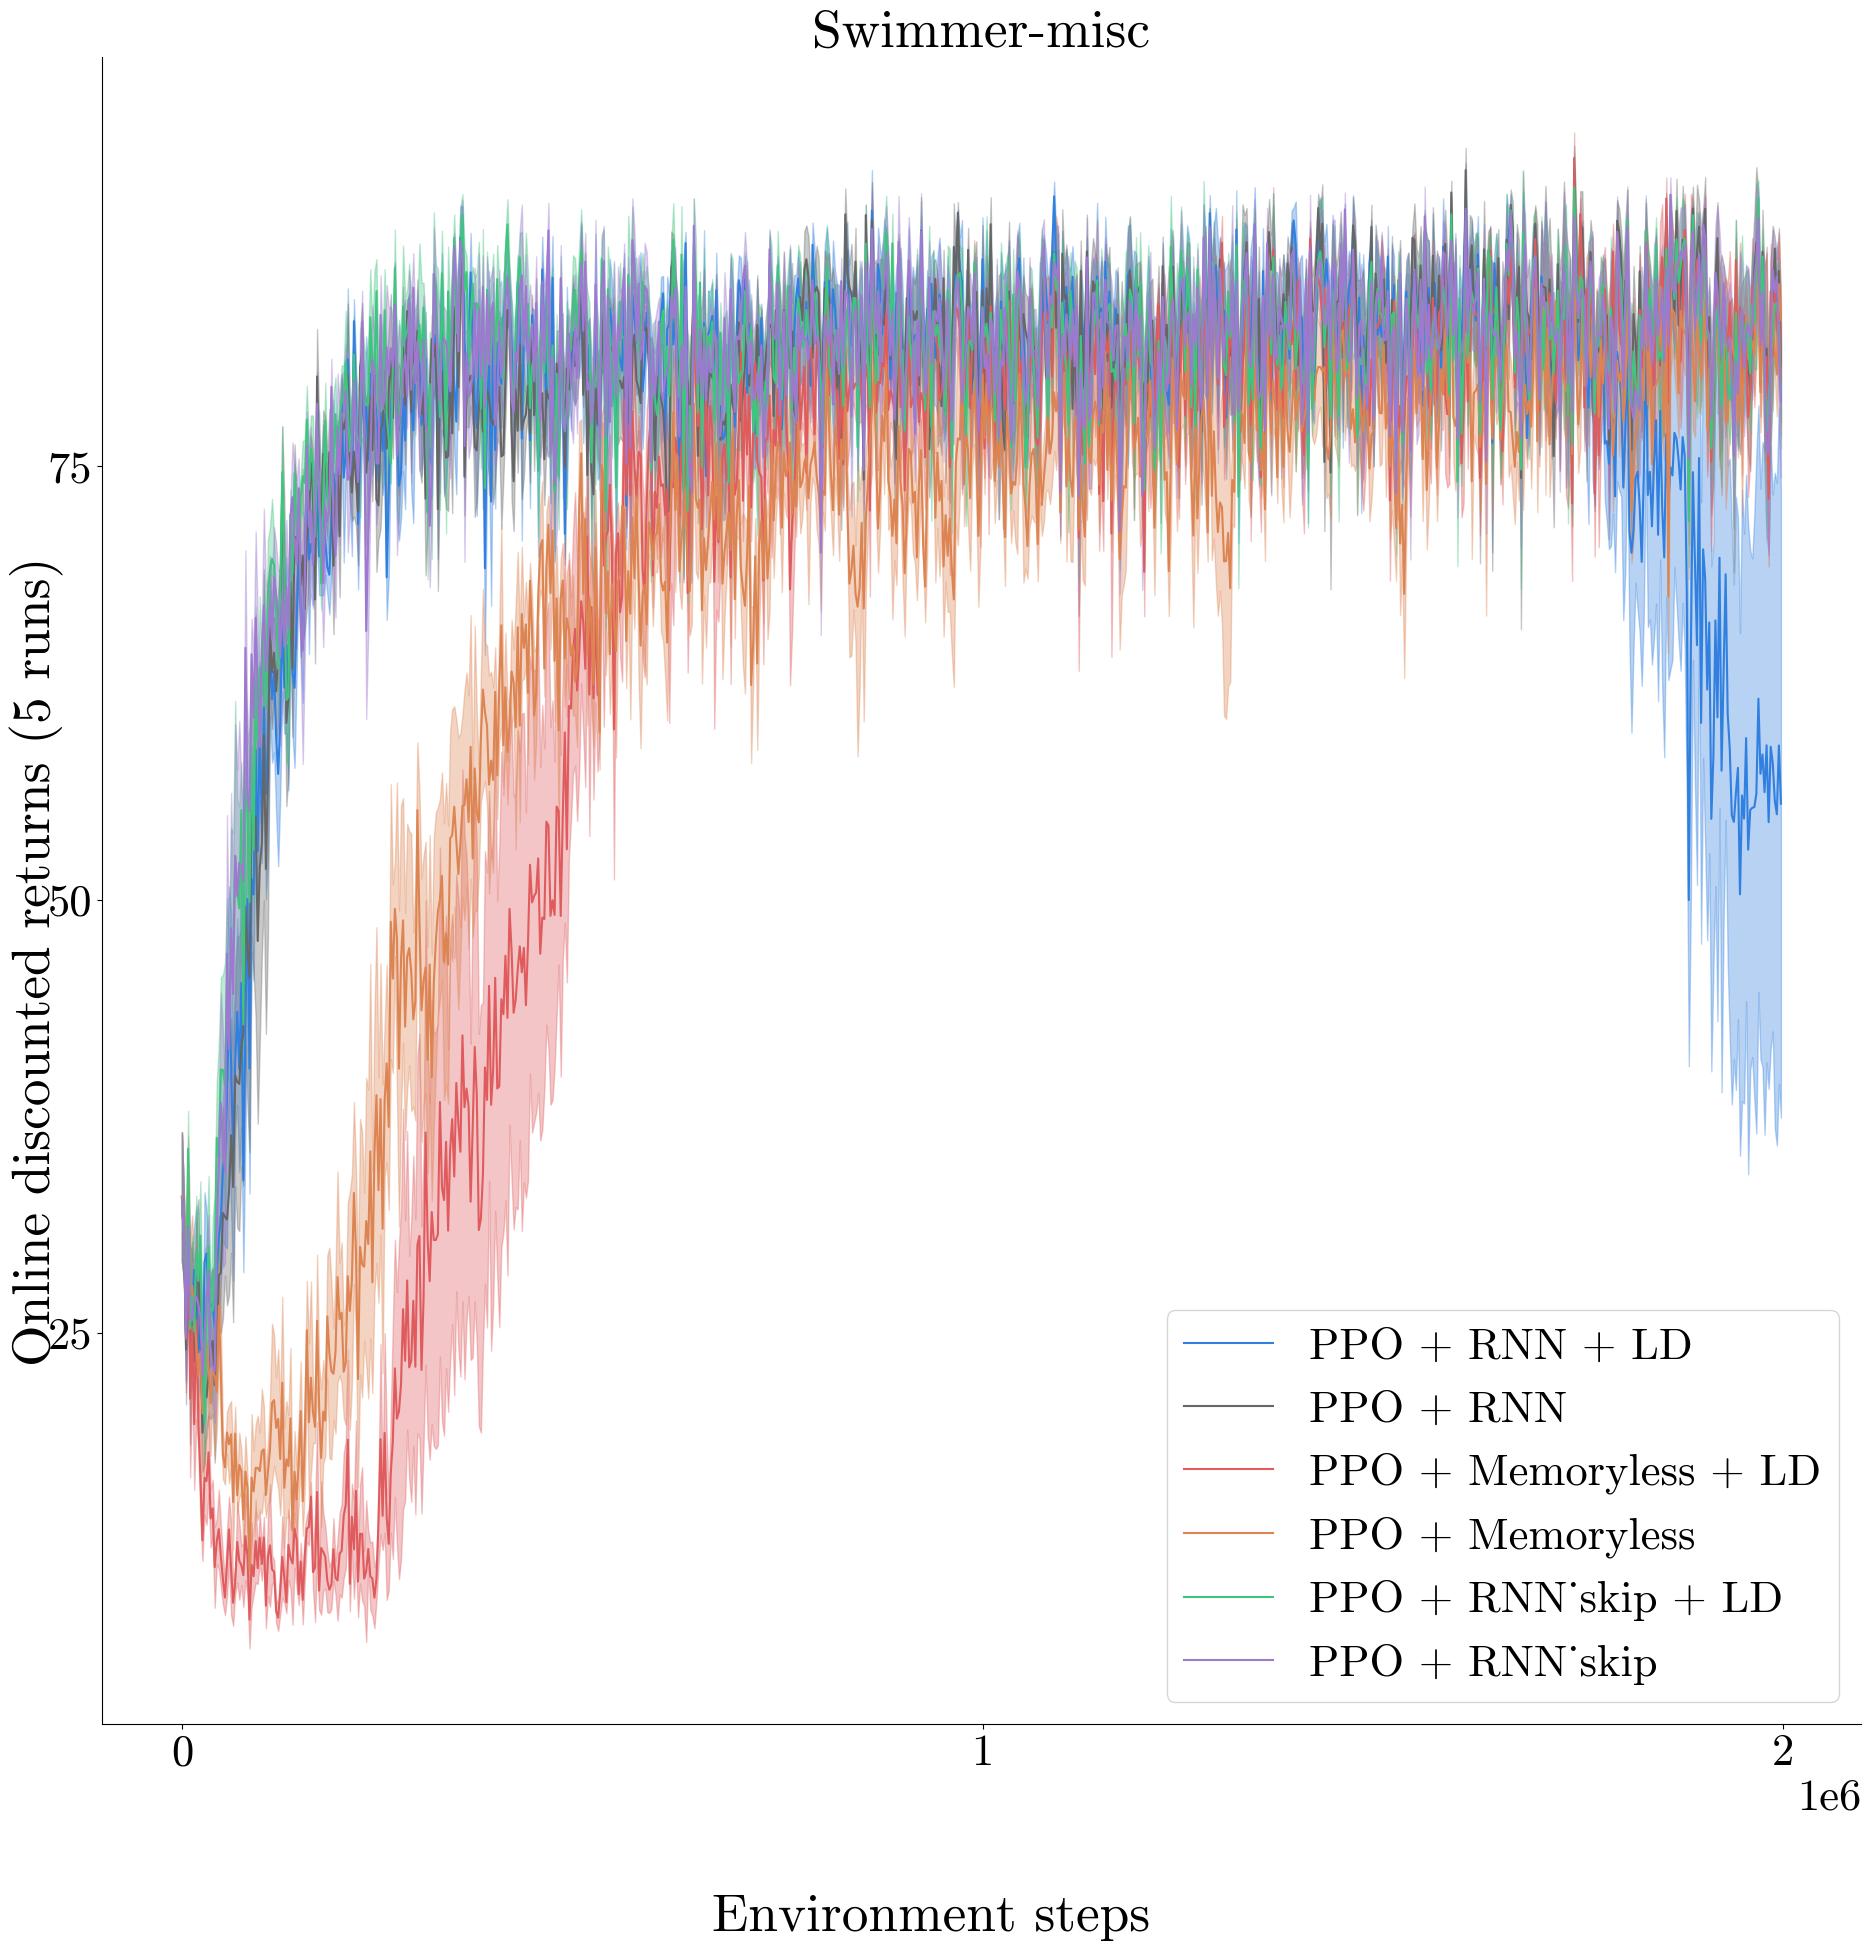 Swimmer-misc
Online discounted returns (5 runs)
75
50
25
PPO + RNN + LD
PPO + RNN
PPO + Memoryless + LD
PPO + Memoryless
PPO + RNN˙skip + LD
PPO + RNN˙skip
0
1
2
1e6
Environment steps